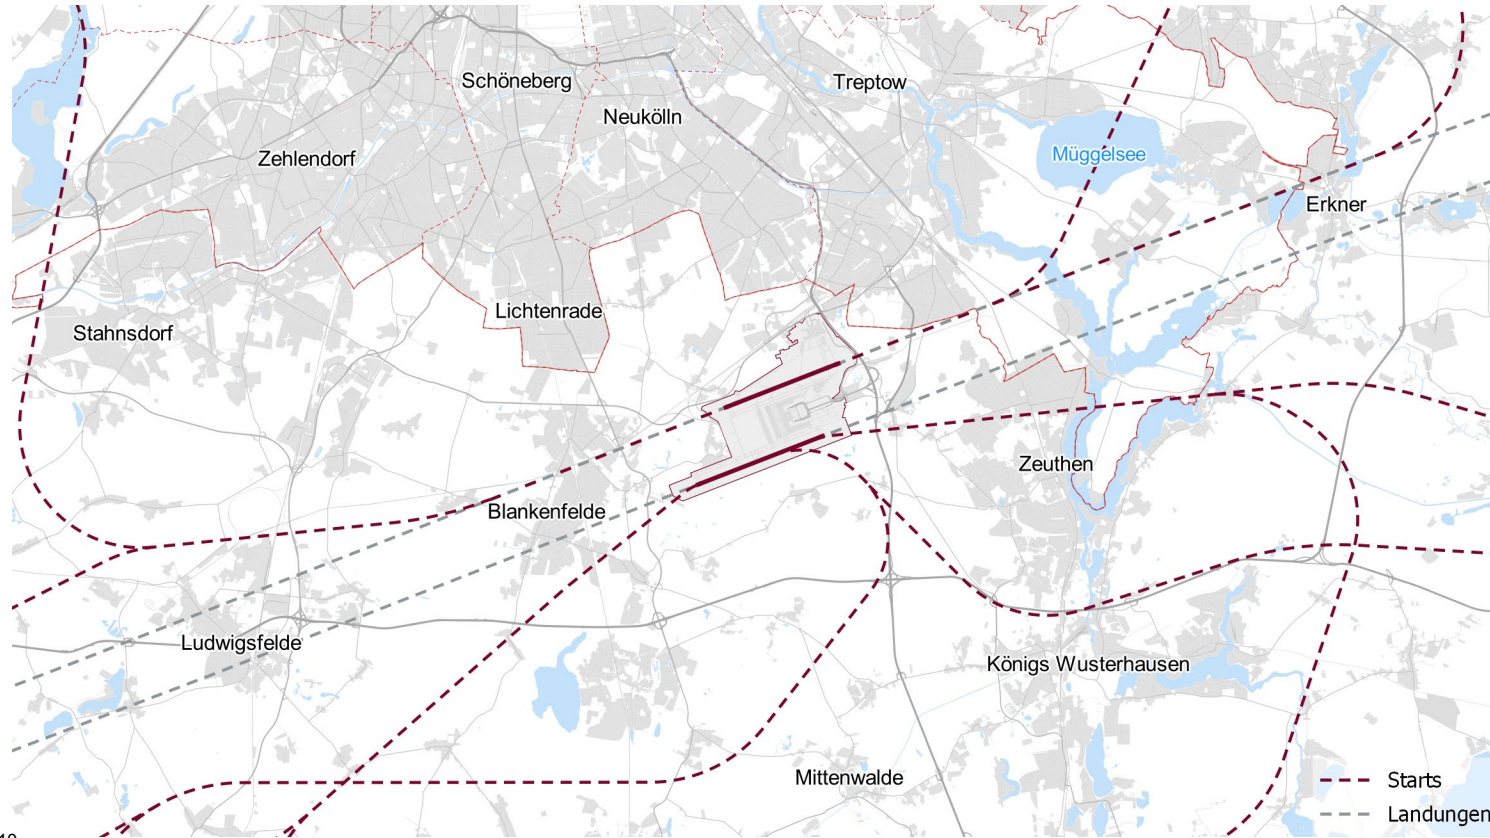 Schöneberg
Treptow
Neukölln
Zehlendorf
Müggelsee
Erkner
Lichtenrade
Stahnsdorf
Zeuthen
Blankenfelde
Ludwigsfelde
Königs Wusterhausen
Mittenwalde
Starts
Landungen